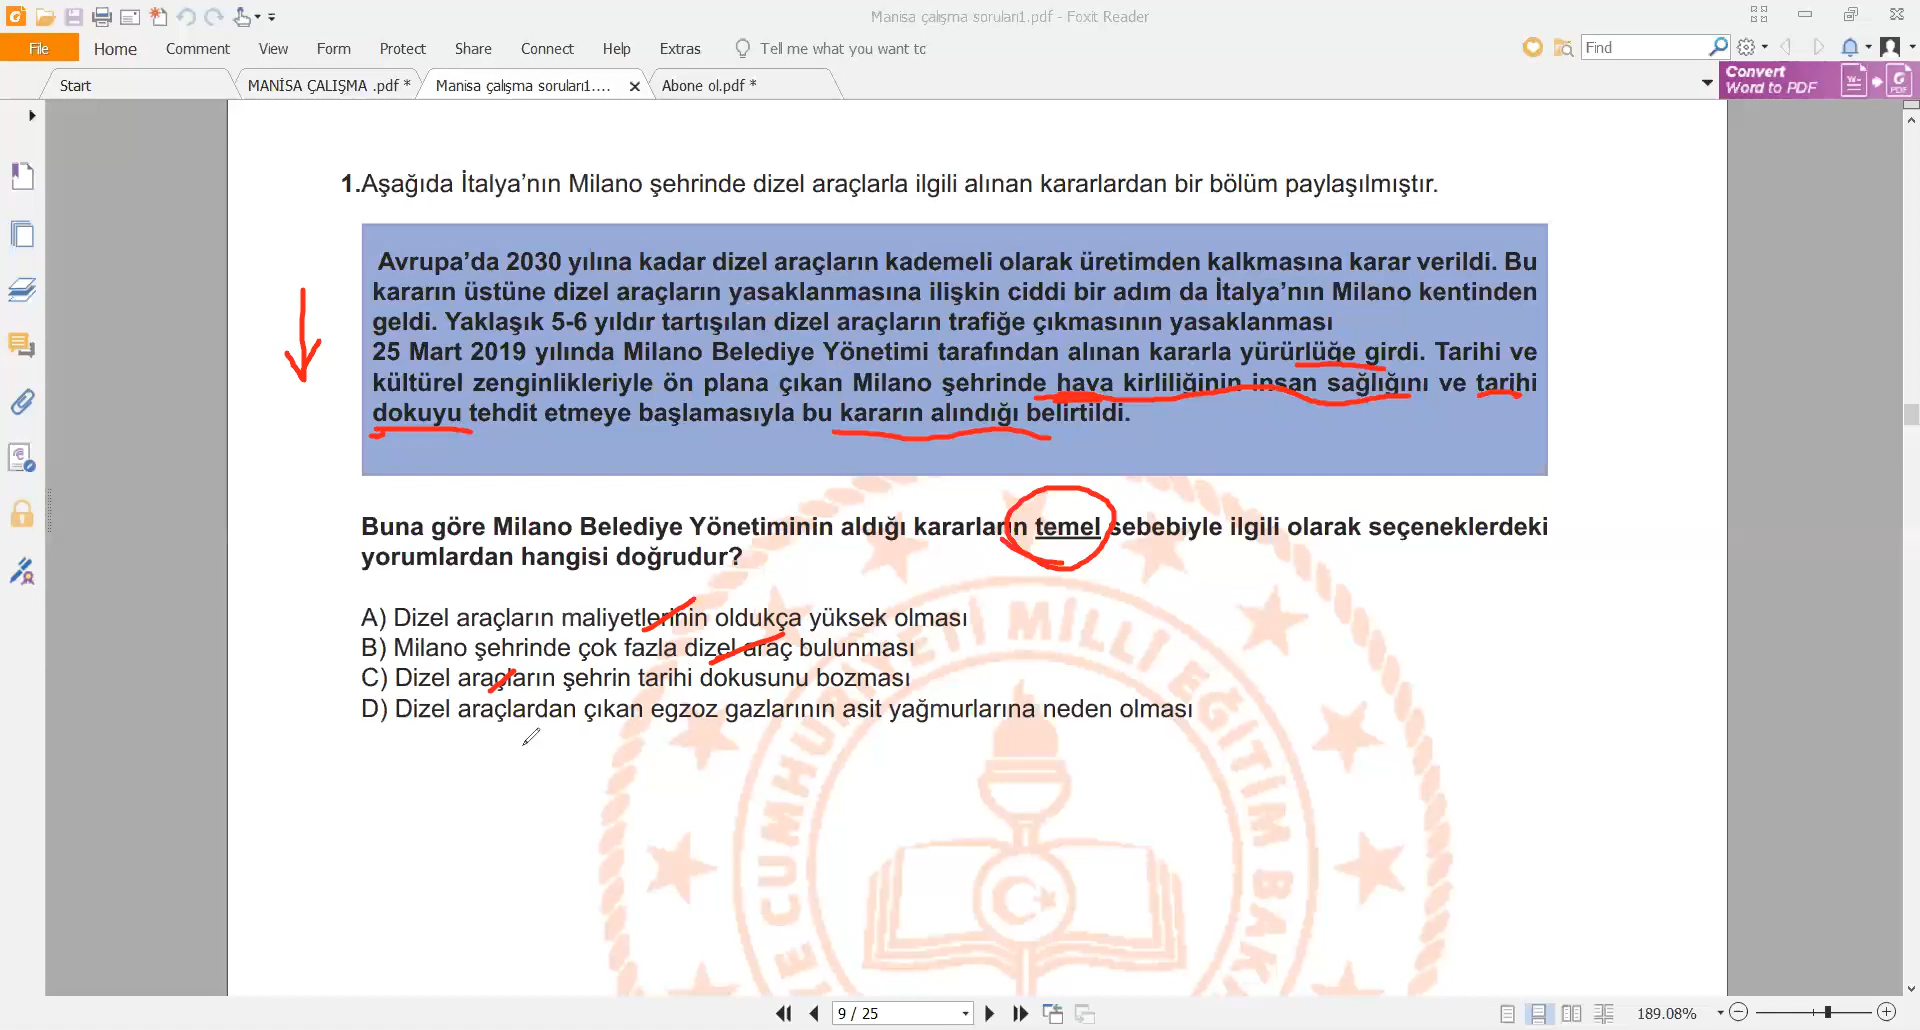 Manisa çalışma soruları1.pdf - Foxit Reader
File
Home
Comment
View
Form
Protect
Share
Connect
Help
Extras
Tell me what you want to
Find
Start
MANİSA ÇALIŞMA .pdf *
Manisa çalışma soruları1....
Abone ol.pdf *
Convert
Word to PDF
1.Aşağıda İtalya’nın Milano şehrinde dizel araçlarla ilgili alınan kararlardan bir bölüm paylaşılmıştır.
Avrupa’da 2030 yılına kadar dizel araçların kademeli olarak üretimden kalkmasına karar verildi. Bu
kararın üstüne dizel araçların yasaklanmasına ilişkin ciddi bir adım da İtalya’nın Milano kentinden
geldi. Yaklaşık 5-6 yıldır tartışılan dizel araçların trafiğe çıkmasının yasaklanması
25 Mart 2019 yılında Milano Belediye Yönetimi tarafından alınan kararla yürürlüğe girdi. Tarihi ve
kültürel zenginlikleriyle ön plana çıkan Milano şehrinde hava kirliliğinin insan sağlığını ve tarihi
dokuyu tehdit etmeye başlamasıyla bu kararın alındığı belirtildi.
Buna göre Milano Belediye Yönetiminin aldığı kararların temel sebebiyle ilgili olarak seçeneklerdeki
yorumlardan hangisi doğrudur?
A) Dizel araçların maliyetlerinin oldukça yüksek olması
B) Milano şehrinde çok fazla dizel araç bulunması
C) Dizel araçların şehrin tarihi dokusunu bozması
D) Dizel araçlardan çıkan egzoz gazlarının asit yağmurlarına neden olması
CUMHURİYETİ MİLLİ EĞİTİM BAK
9 / 25
189.08%